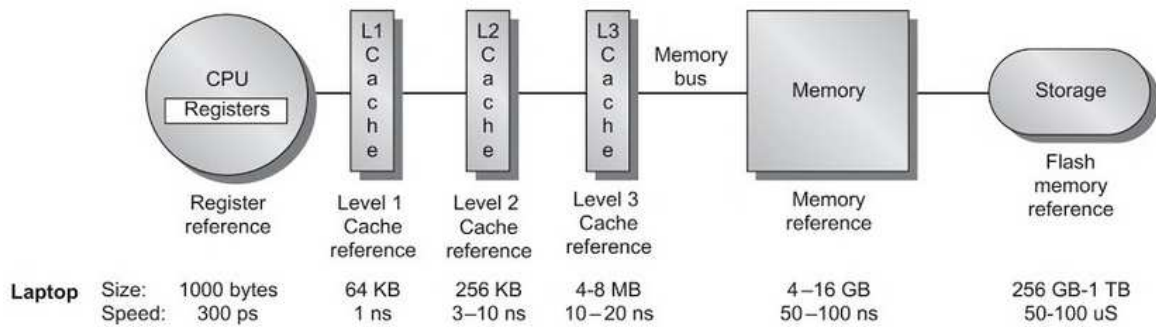 CPU
Registers
L1
C
a
c
h
e
L2
C
a
c
h
e
L3
C
a
c
h
e
Memory
bus
Memory
Storage
Register
reference
Level 1
Cache
reference
Level 2
Cache
reference
Level 3
Cache
reference
Memory
reference
Flash
memory
reference
Laptop Size: 1000 bytes 64 KB 256 KB 4-8 MB 4–16 GB 256 GB-1 TB
Speed: 300 ps 1 ns 3–10 ns 10–20 ns 50–100 ns 50-100 uS